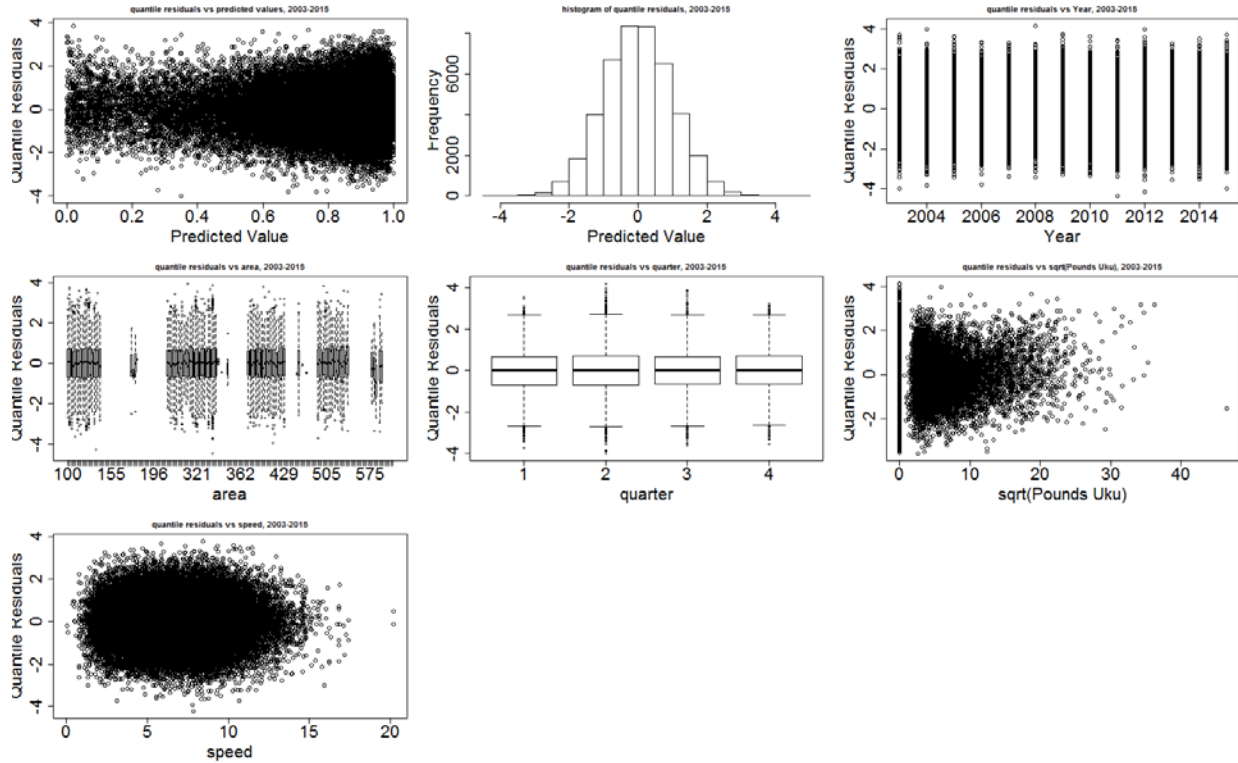 quantile residuals vs predicted values, 2003-2015
Quantile Residuals
4
2
0
-2
-4
0.0 0.2 0.4 0.6 0.8 1.0
Predicted Value
histogram of quantile residuals, 2003-2015
Frequency
6000
2000
0
-4 -2 0 2 4
Predicted Value
quantile residuals vs Year, 2003-2015
Quantile Residuals
4
2
0
-2
-4
2004 2006 2008 2010 2012 2014
Year
quantile residuals vs area, 2003-2015
Quantile Residuals
4
2
0
-2
-4
100 155 196 321 362 429 505 575
area
quantile residuals vs quarter, 2003-2015
Quantile Residuals
4
2
0
-2
-4
1 2 3 4
quarter
quantile residuals vs sqrt(Pounds Uku), 2003-2015
Quantile Residuals
4
2
0
-2
0 10 20 30 40
sqrt(Pounds Uku)
quantile residuals vs speed, 2003-2015
Quantile Residuals
4
2
0
-2
-4
0 5 10 15 20
speed